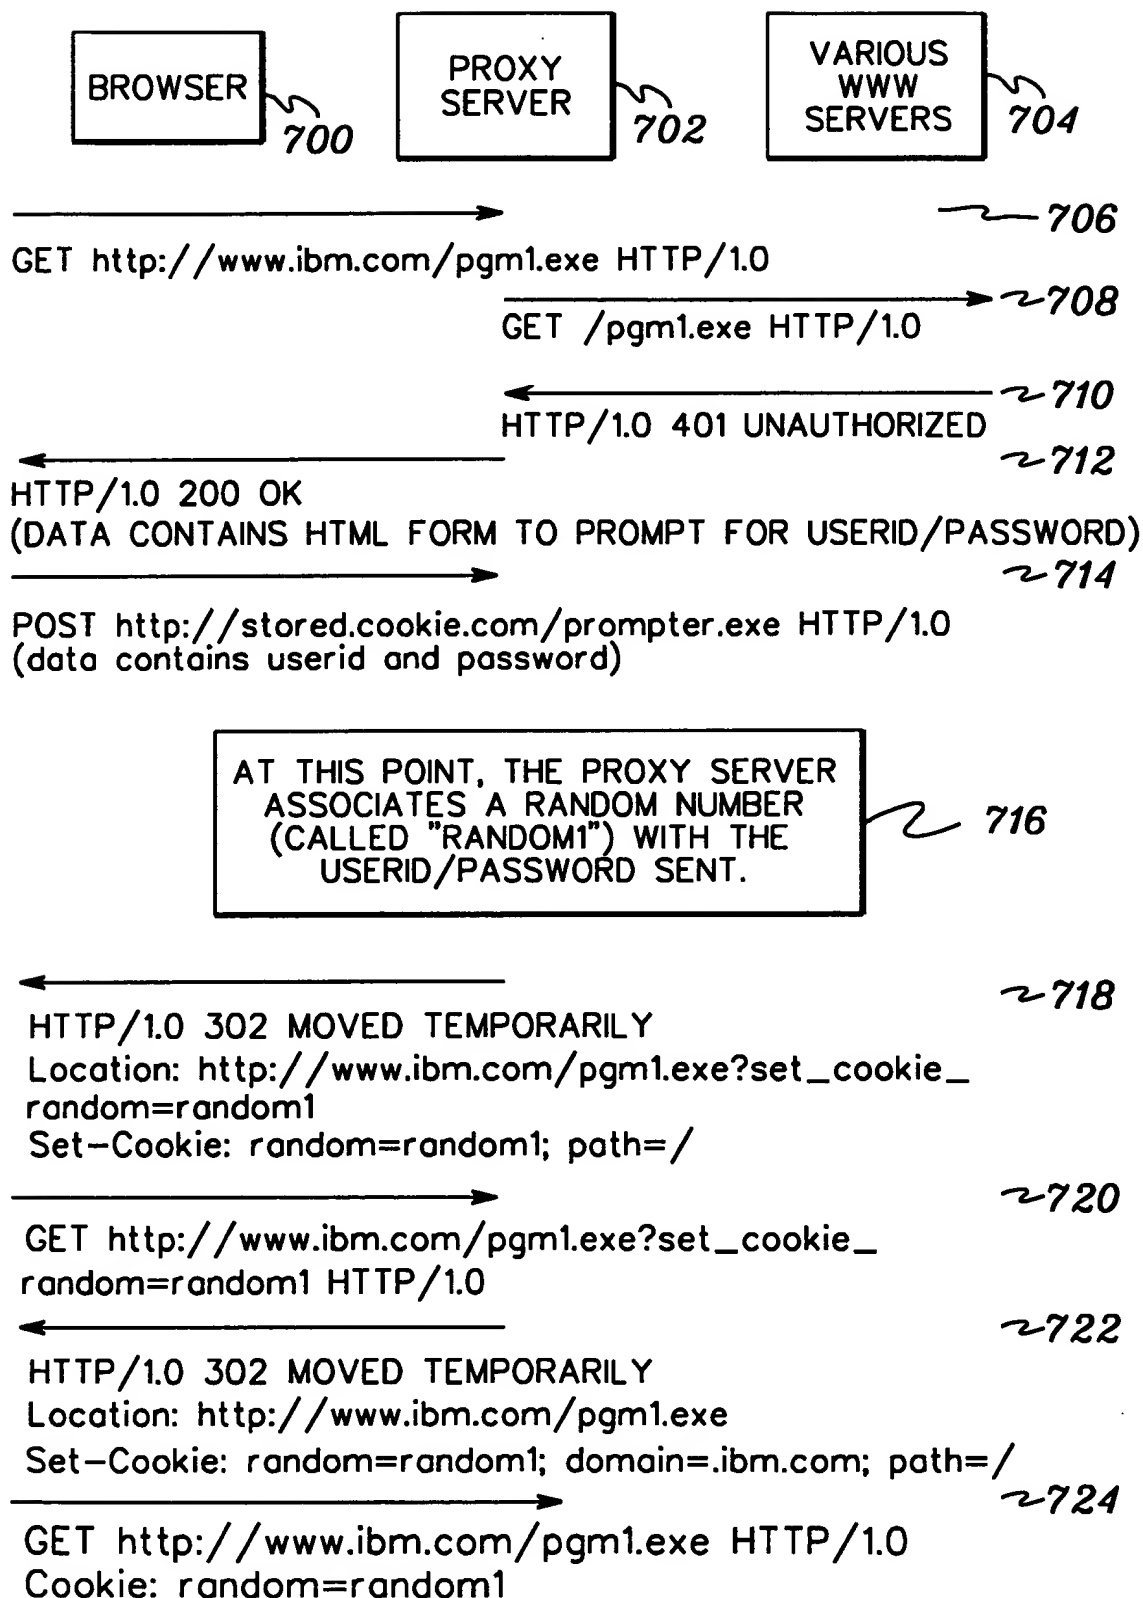 BROWSER
700
PROXY
SERVER
702
VARIOUS
WWW
SERVERS
704
706
GET http://www.ibm.com/pgm1.exe HTTP/1.0
708
GET /pgm1.exe HTTP/1.0
710
HTTP/1.0 401 UNAUTHORIZED
712
HTTP/1.0 200 OK
(DATA CONTAINS HTML FORM TO PROMPT FOR USERID/PASSWORD)
714
POST http://stored.cookie.com/prompter.exe HTTP/1.0
(data contains userid and password)
AT THIS POINT, THE PROXY SERVER
ASSOCIATES A RANDOM NUMBER
(CALLED "RANDOM1") WITH THE
USERID/PASSWORD SENT.
716
718
HTTP/1.0 302 MOVED TEMPORARILY
Location: http://www.ibm.com/pgm1.exe?set_cookie_
random=random1
Set-Cookie: random=random1; path=/
720
GET http://www.ibm.com/pgm1.exe?set_cookie_
random=random1 HTTP/1.0
722
HTTP/1.0 302 MOVED TEMPORARILY
Location: http://www.ibm.com/pgm1.exe
Set-Cookie: random=random1; domain=.ibm.com; path=/
724
GET http://www.ibm.com/pgm1.exe HTTP/1.0
Cookie: random=random1